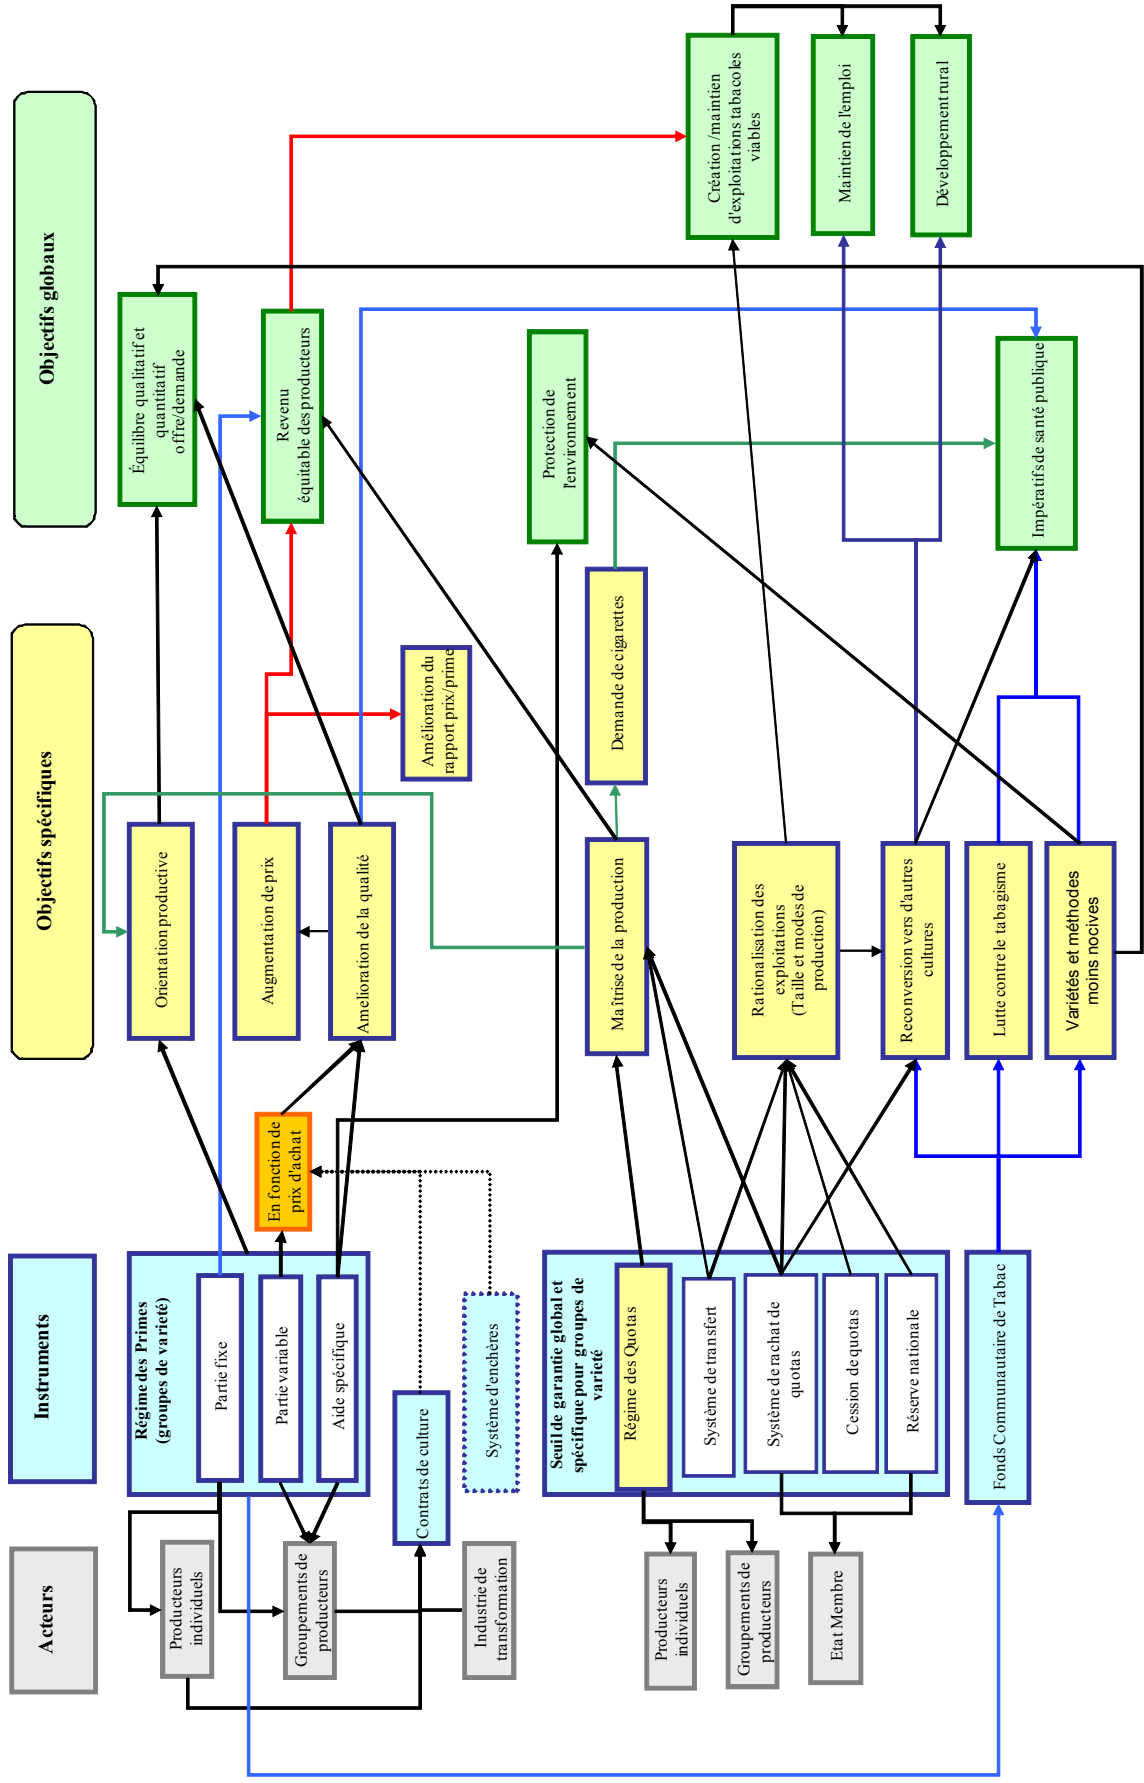 Acteurs
Instruments
Objectifs spécifiques
Objectifs globaux
Producteurs
individuels
Groupements de
producteurs
Industrie de
transformation
Producteurs
individuels
Groupements de
producteurs
Etat Membre
Régime des Primes
(groupes de varieté)
Partie fixe
Partie variable
Aide spécifique
Contrats de culture
Système d'enchères
Seuil de garantie global et
spécifique pour groupes de
varieté
Régime des Quotas
Système de transfert
Système de rachat de
quotas
Cession de quotas
Réserve nationale
Fonds Communautaire de Tabac
En fonction de
prix d'achat
Orientation productive
Augmentation de prix
Amelioration de la qualité
Amélioration du
rapport prix/prime
Maîtrise de la production
Demande de cigarettes
Rationalisation des
exploitations
(Taille et modes de
production)
Reconversion vers d'autres
cultures
Lutte contre le tabagisme
Variétés et méthodes
moins nocives
Équilibre qualitatif et
quantitatif
offre/demande
Revenu
équitable des producteurs
Protection de
l'environnement
Impératifs de santé publique
Création /maintien
d'exploitations tabacoles
viables
Maintien de l'emploi
Développement rural